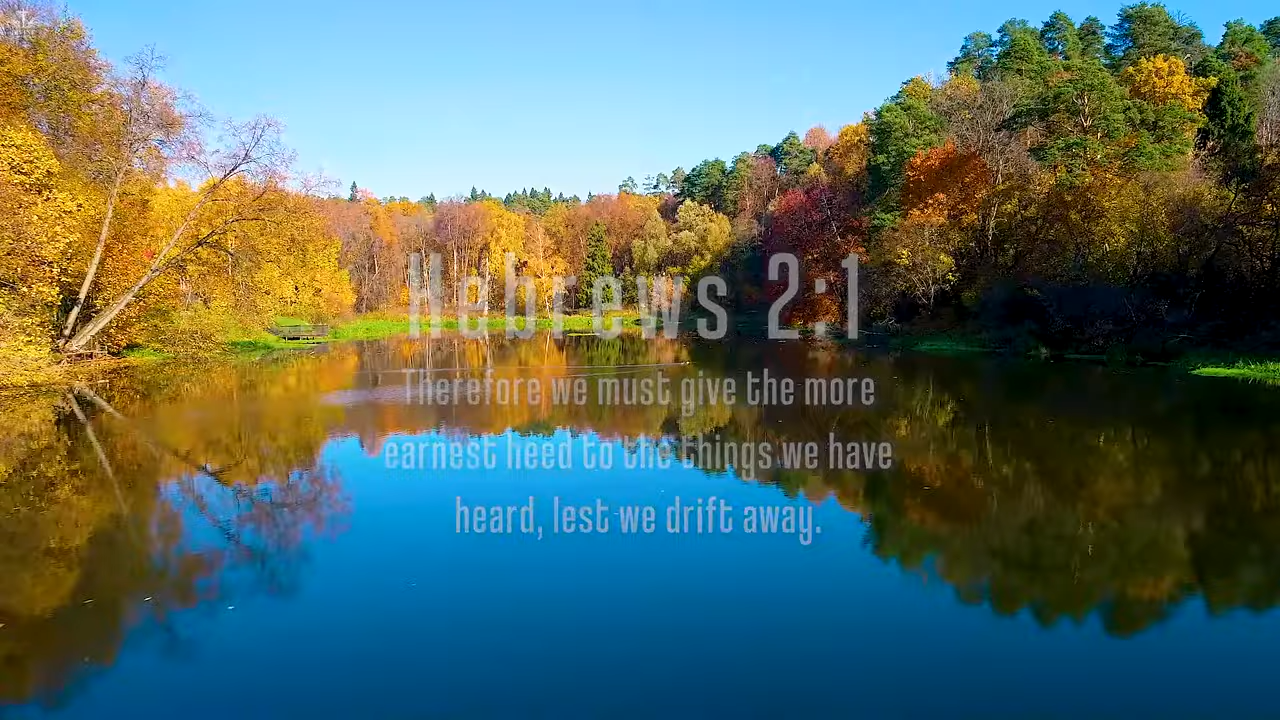 Hebrews 2:1
Therefore we must give the more
earnest heed to the things we have
heard, lest we drift away.